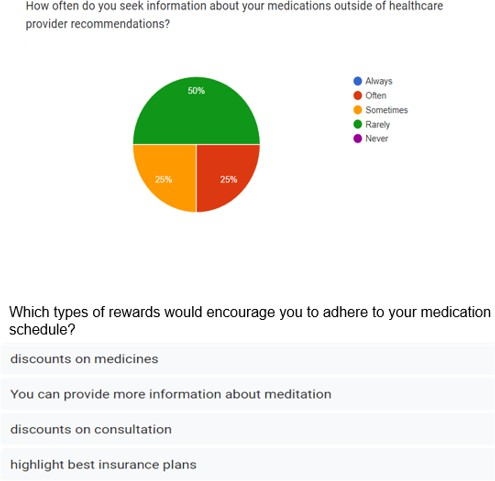 How often do you seek information about your medications outside of healthcare
provider recommendations?
50%
25%
25%
Always
Often
Sometimes
Rarely
Never
Which types of rewards would encourage you to adhere to your medication
schedule?
discounts on medicines
You can provide more information about meditation
discounts on consultation
highlight best insurance plans